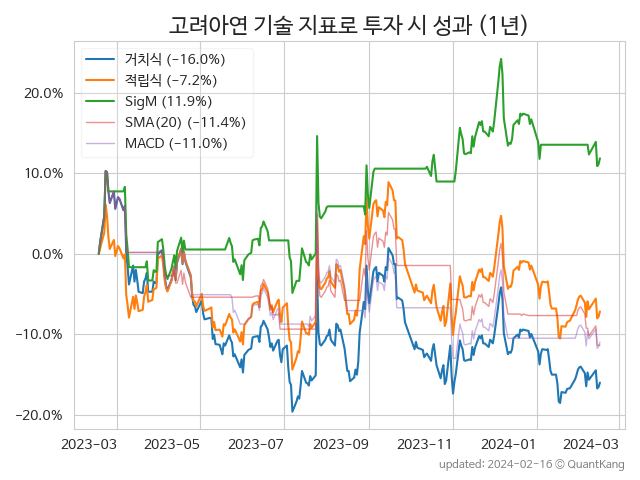 고려아연 기술 지표로 투자 시 성과 (1년)
거치식 (−16.0%)
적립식 (−7.2%)
SigM (11.9%)
SMA(20) (−11.4%)
MACD (−11.0%)
20.0%
10.0%
0.0%
−10.0%
−20.0%
2023-03 2023-05 2023-07 2023-09 2023-11 2024-01 2024-03
updated: 2024-02-16 © QuantKang